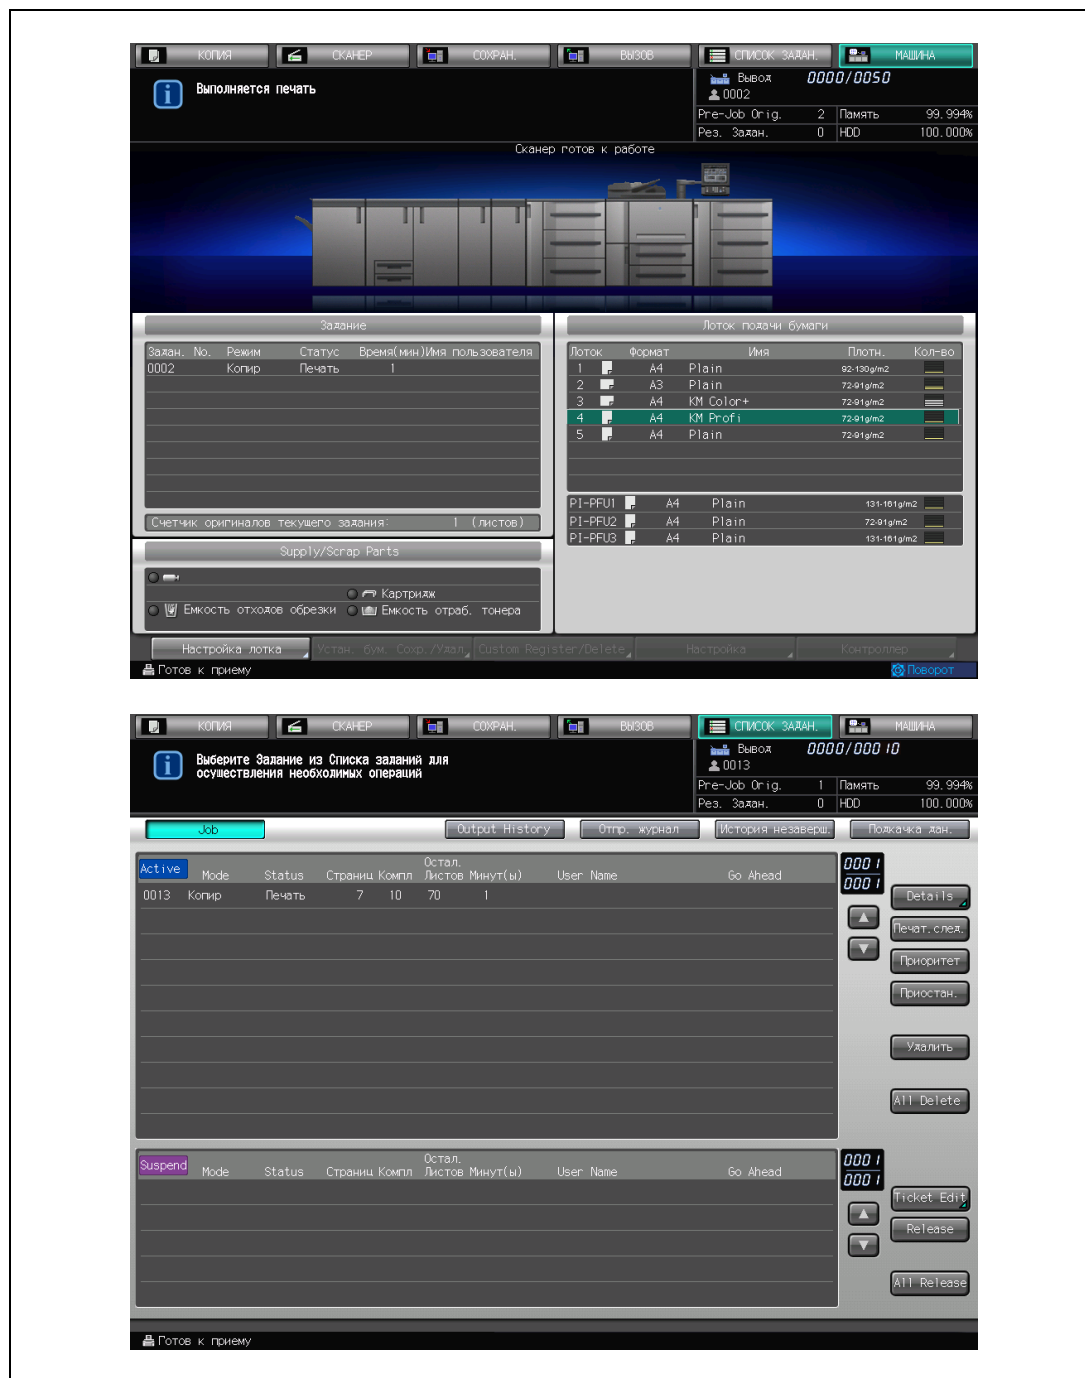 КОПИЯ СКАНЕР СОХРАН. ВЫЗОВ СПИСОК ЗАДАН. МАШИНА
Выполняется печать
Вывод 0000/0050
0002
Pre-Job Orig. 2 Память 99.994%
Рез. Задан. 0 HDD 100.000%
Сканер готов к работе
Задание
Задан. No. Режим Статус Время(мин)Имя пользователя
0002 Копир Печать 1
Счетчик оригиналов текущего задания: 1 (листов)
Supply/Scrap Parts
Картридж
Емкость отходов обрезки Емкость отраб. тонера
Лоток подачи бумаги
Лоток Формат Имя Плотн. Кол-во
1 A4 Plain 92-130g/m2
2 A3 Plain 72-91g/m2
3 A4 KM Color+ 72-91g/m2
4 A4 KM Profi 72-91g/m2
5 A4 Plain 72-91g/m2
PI-PFU1 A4 Plain 131-161g/m2
PI-PFU2 A4 Plain 72-91g/m2
PI-PFU3 A4 Plain 131-161g/m2
Настройка лотка Устан. бум. Сохр./Удал. Custom Register/Delete Настройка Контроллер
Готов к приему Поворот
КОПИЯ СКАНЕР СОХРАН. ВЫЗОВ СПИСОК ЗАДАН. МАШИНА
Выберите Задание из Списка заданий для
осуществления необходимых операций
Вывод 0000/00010
0013
Pre-Job Orig. 1 Память 99.994%
Рез. Задан. 0 HDD 100.000%
Job Output History Отпр. журнал История незаверш. Подкачка дан.
Active Mode Status Страниц Компл Остал. Листов Минут(ы) User Name Go Ahead
0013 Копир Печать 7 10 70 1
0001
0001
Details
Печат.след.
Приоритет
Приостан.
Удалить
All Delete
Suspend Mode Status Страниц Компл Остал. Листов Минут(ы) User Name Go Ahead
0001
0001
Ticket Edit
Release
All Release
Готов к приему